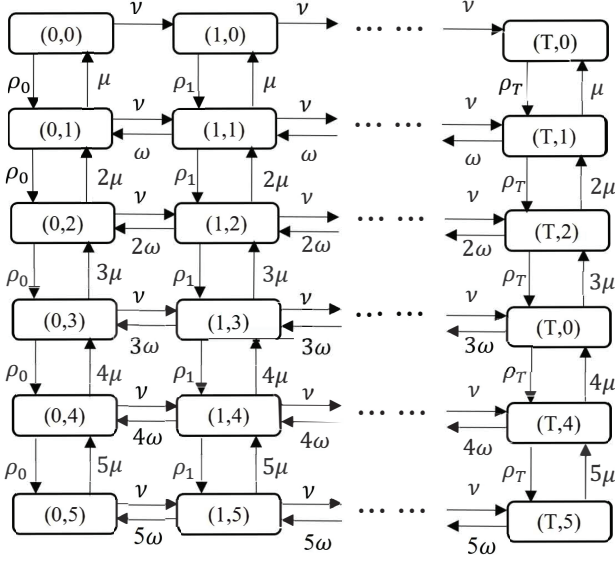 ν ν ν
(0,0) (1,0) ... ... (T,0)
ρ0 μ ρ1 μ ρT μ
ν ν ν
(0,1) (1,1) ... ... (T,1)
ω ω ω
ρ0 2μ ρ1 2μ ρT 2μ
ν ν ν
(0,2) (1,2) ... ... (T,2)
2ω 2ω 2ω
ρ0 3μ ρ1 3μ ρT 3μ
ν ν ν
(0,3) (1,3) ... ... (T,0)
3ω 3ω 3ω
ρ0 4μ ρ1 4μ ρT 4μ
ν ν ν
(0,4) (1,4) ... ... (T,4)
4ω 4ω 4ω
ρ0 5μ ρ1 5μ ρT 5μ
ν ν ν
(0,5) (1,5) ... ... (T,5)
5ω 5ω 5ω